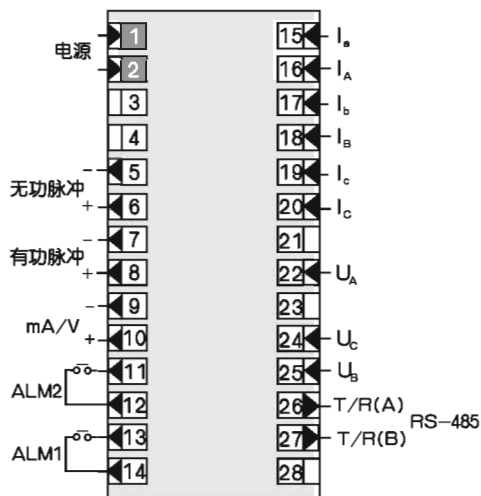 电源 1 15 Ia
2 16 IA
3 17 Ib
4 18 IB
- 5 19 Ic
无功脉冲 + 6 20 IC
- 7 21
有功脉冲 + 8 22 UA
- 9 23
mA/V + 10 24 UC
11 25 UB
ALM2 12 26 T/R(A) RS-485
13 27 T/R(B)
ALM1 14 28